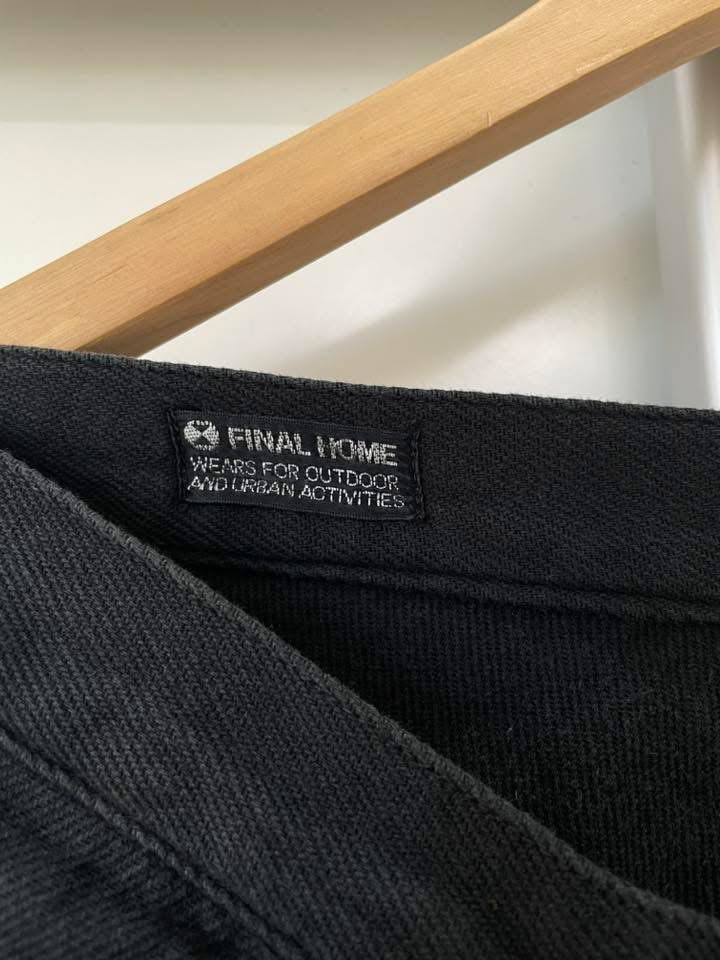 FINAL HOME
WEARS FOR OUTDOOR
AND URBAN ACTIVITIES